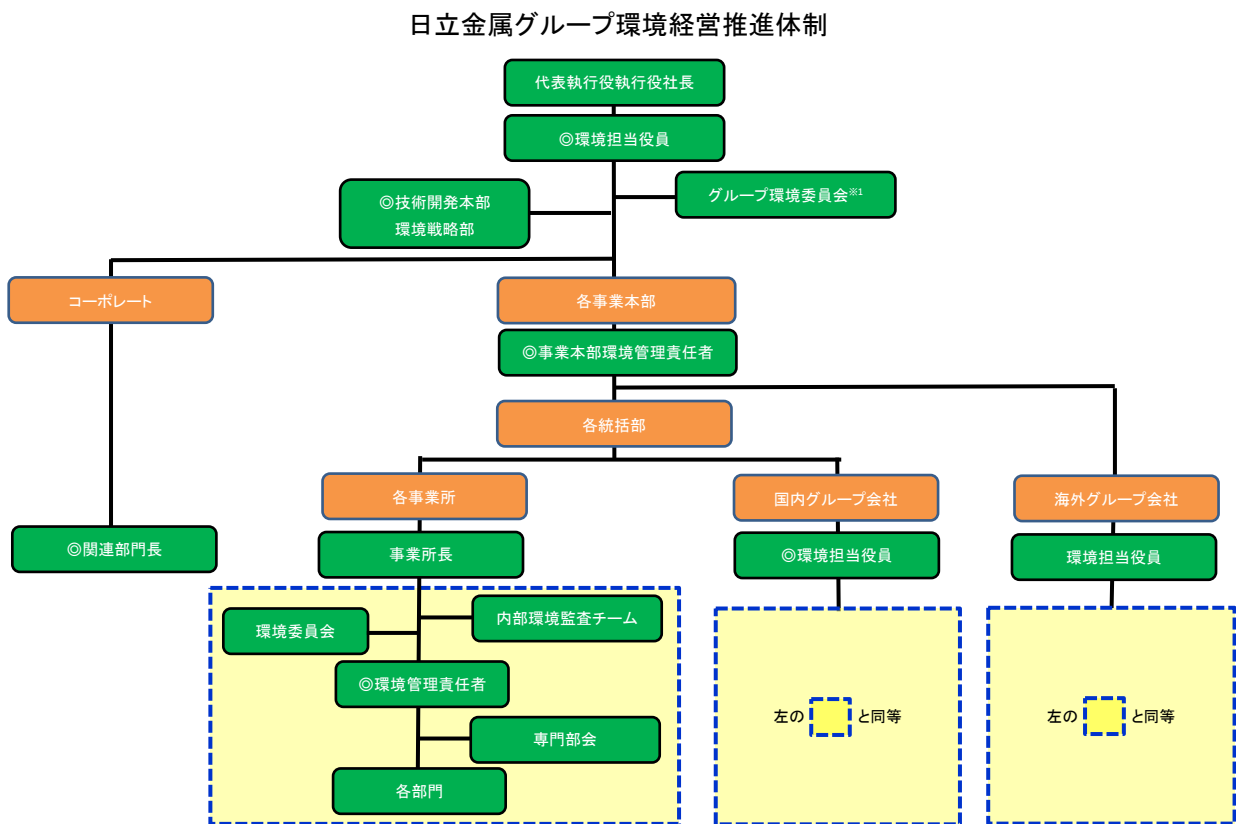 日立金属グループ環境経営推進体制
代表執行役執行役社長
◎環境担当役員
グループ環境委員会※1
◎技術開発本部
環境戦略部
コーポレート
各事業本部
◎事業本部環境管理責任者
各統括部
各事業所
国内グループ会社
海外グループ会社
◎関連部門長
事業所長
◎環境担当役員
環境担当役員
環境委員会
内部環境監査チーム
◎環境管理責任者
専門部会
各部門
左の と同等
左の と同等